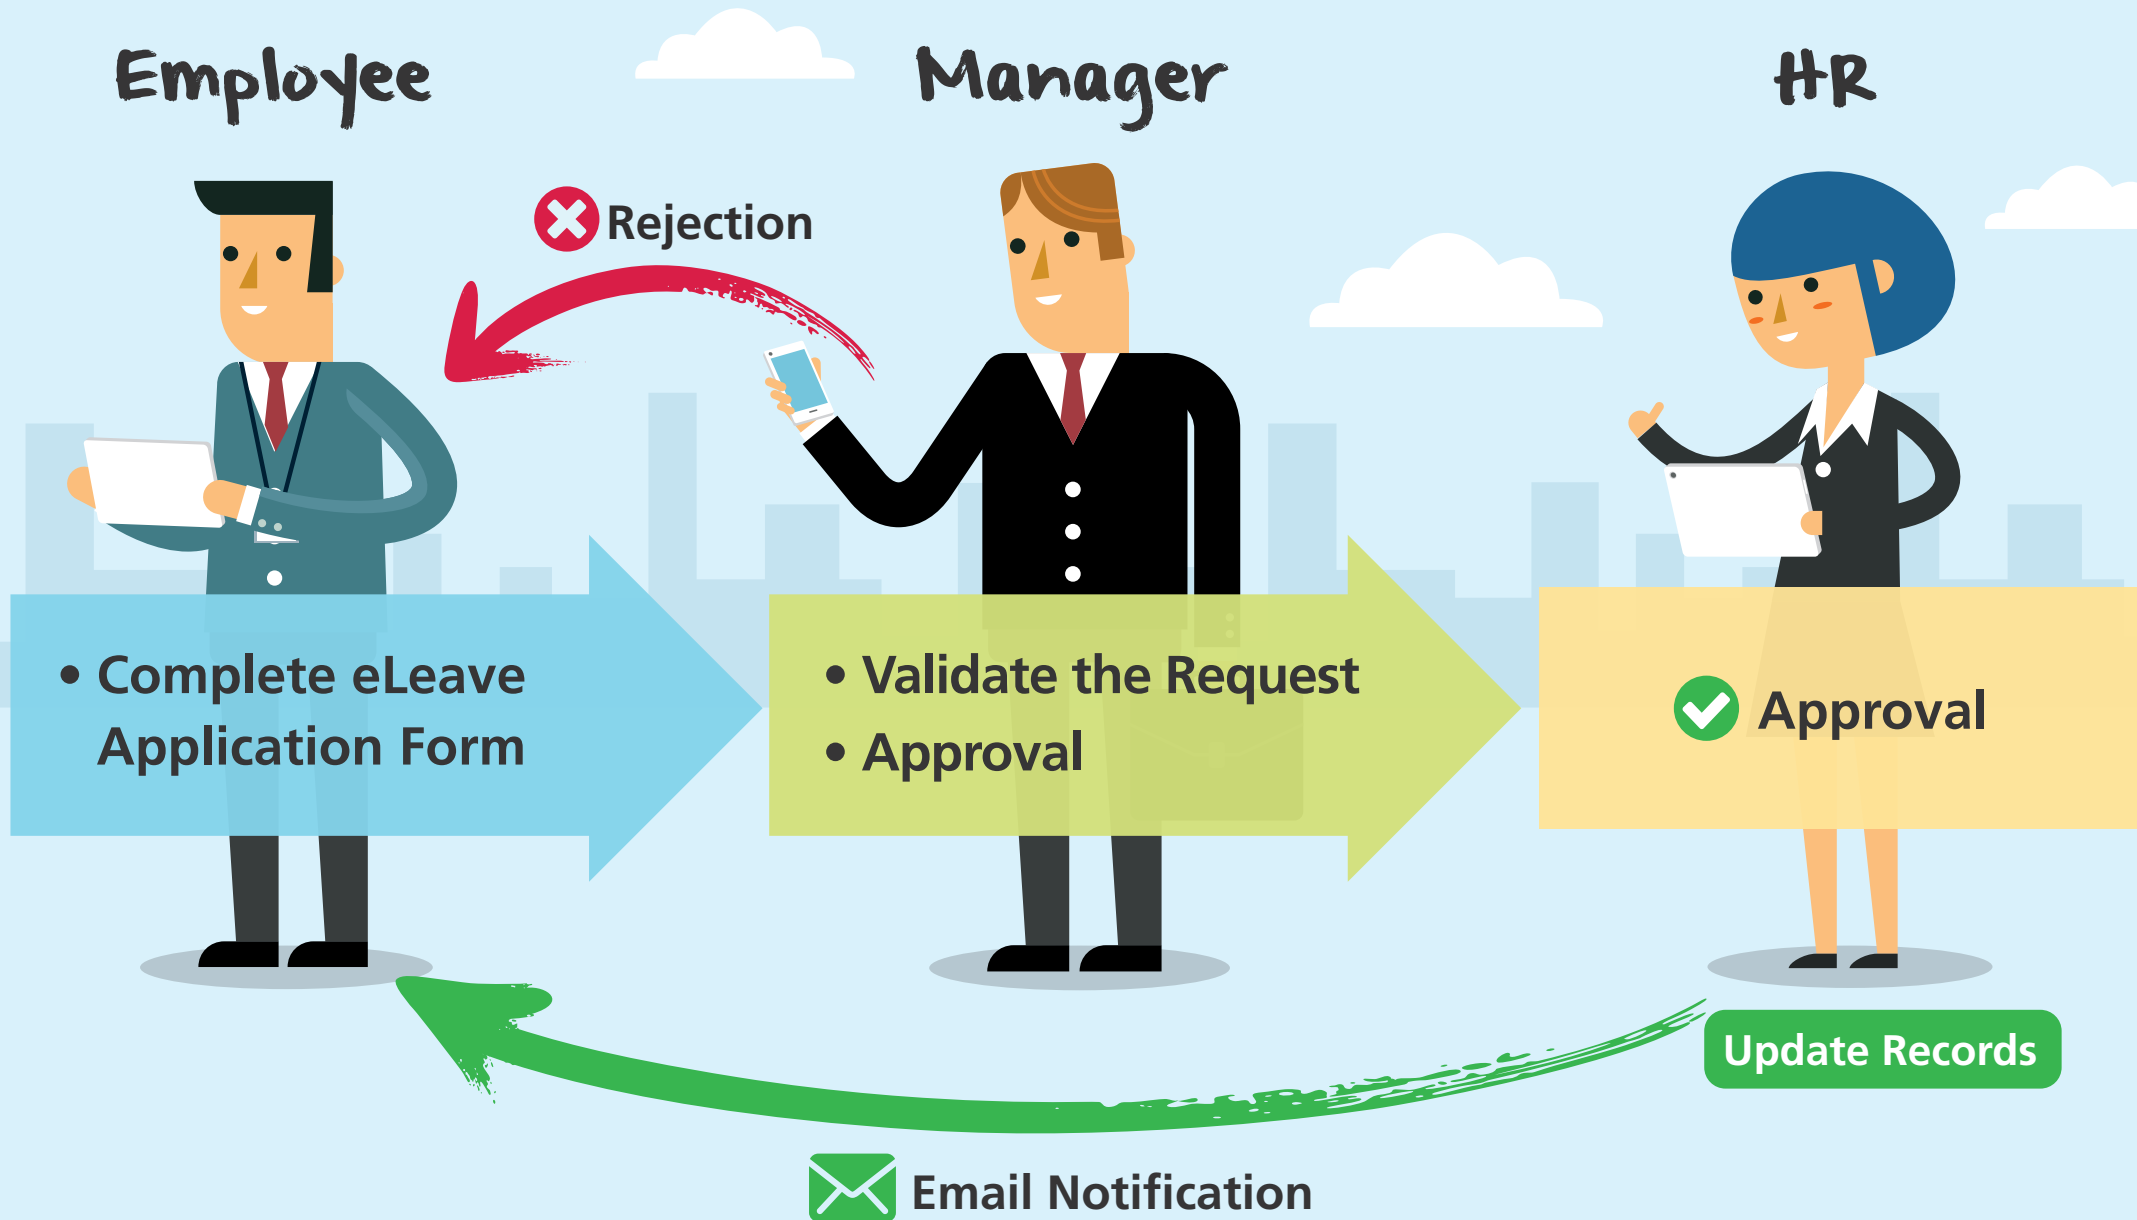 Employee
Manager
HR
Rejection
• Complete eLeave
Application Form
• Validate the Request
• Approval
Approval
Update Records
Email Notification